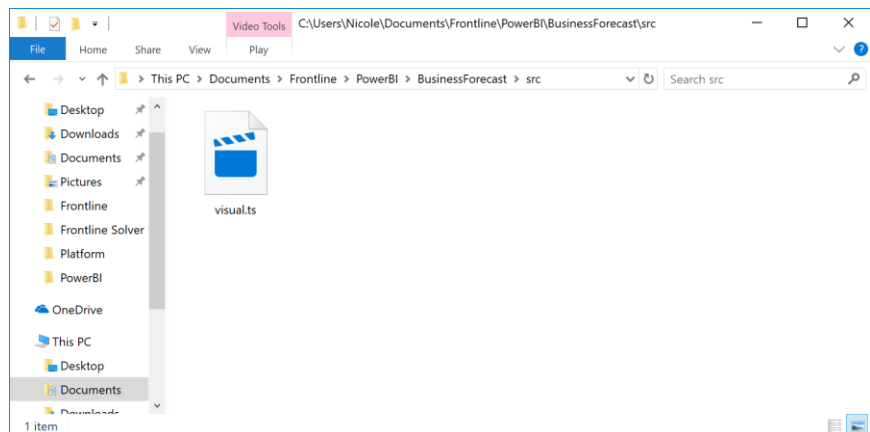 Video Tools
C:\Users\Nicole\Documents\Frontline\PowerBI\BusinessForecast\src
File
Home
Share
View
Play
This PC > Documents > Frontline > PowerBI > BusinessForecast > src
Search src
Desktop
Downloads
Documents
Pictures
Frontline
Frontline Solver
Platform
PowerBI
OneDrive
This PC
Desktop
Documents
Downloads
visual.ts
1 item